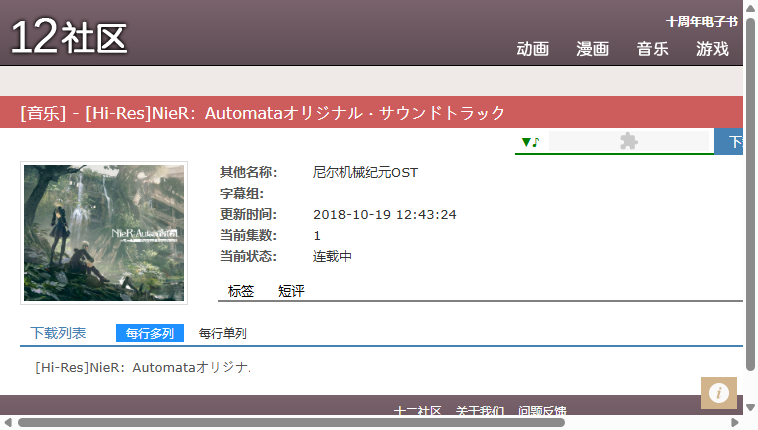 12社区
十周年电子书
动画 漫画 音乐 游戏
[音乐] - [Hi-Res]NieR：Automataオリジナル・サウンドトラック
▼♪
其他名称： 尼尔机械纪元OST
字幕组：
更新时间： 2018-10-19 12:43:24
当前集数： 1
当前状态： 连载中
NieR:Automata
标签 短评
下载列表 每行多列 每行单列
[Hi-Res]NieR：Automataオリジナ.
十二社区 关于我们 问题反馈